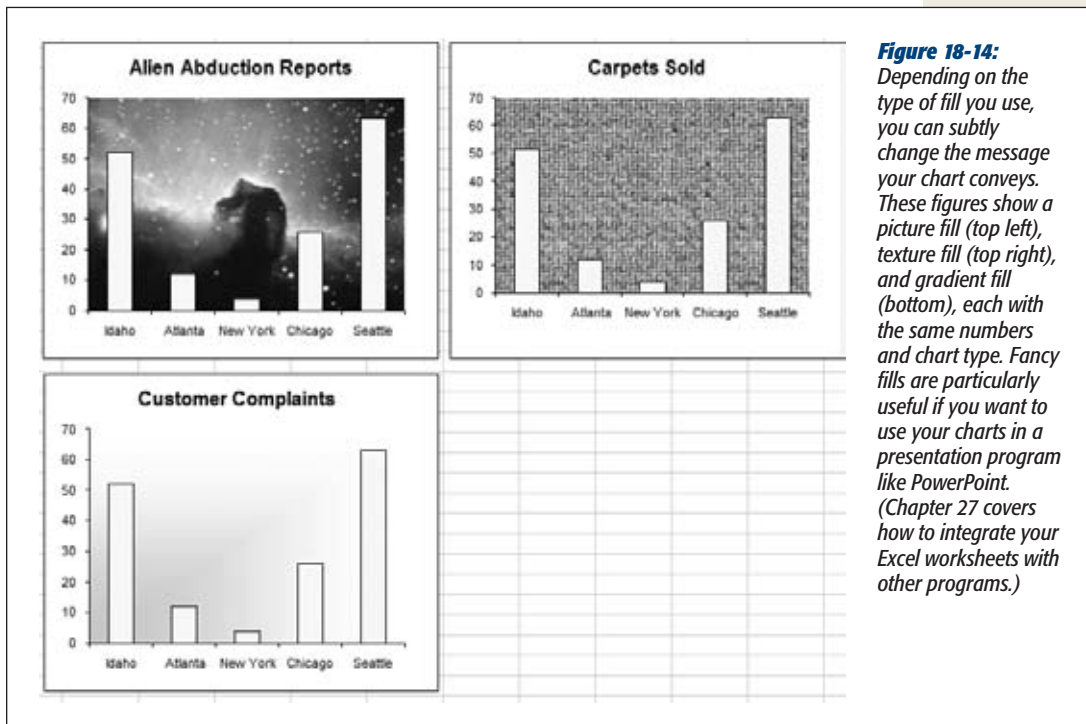 Alien Abduction Reports
70
60
50
40
30
20
10
0
Idaho Atlanta New York Chicago Seattle
Carpets Sold
70
60
50
40
30
20
10
0
Idaho Atlanta New York Chicago Seattle
Customer Complaints
70
60
50
40
30
20
10
0
Idaho Atlanta New York Chicago Seattle
Figure 18-14:
Depending on the
type of fill you use,
you can subtly
change the message
your chart conveys.
These figures show a
picture fill (top left),
texture fill (top right),
and gradient fill
(bottom), each with
the same numbers
and chart type. Fancy
fills are particularly
useful if you want to
use your charts in a
presentation program
like PowerPoint.
(Chapter 27 covers
how to integrate your
Excel worksheets with
other programs.)